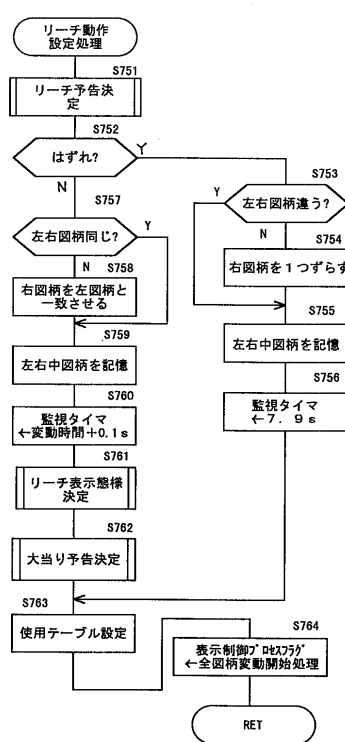 リーチ動作
設定処理
S751
リーチ予告決
定
S752
はずれ?
Y
N
S757
左右図柄同じ?
Y
N
S758
右図柄を左図柄と
一致させる
S759
左右中図柄を記憶
S760
監視タイマ
←変動時間+0.1s
S761
リーチ表示態様
決定
S762
大当り予告決定
S763
使用テーブル設定
S753
Y
左右図柄違う?
N
S754
右図柄を1つずらす
S755
左右中図柄を記憶
S756
監視タイマ
←7.9s
S764
表示制御プロセスフラグ
←全図柄変動開始処理
RET